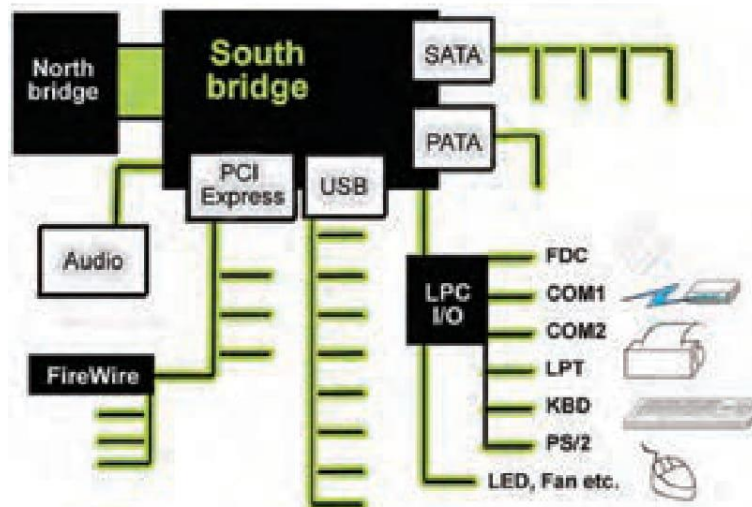 North
bridge
South
bridge
SATA
PATA
PCI
Express
USB
Audio
FireWire
LPC
I/O
FDC
COM1
COM2
LPT
KBD
PS/2
LED, Fan etc.